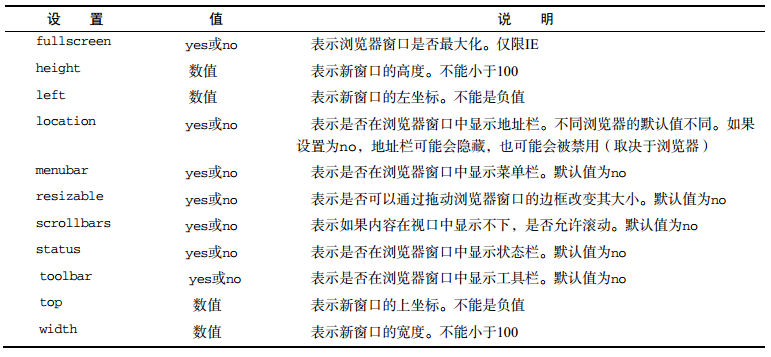 设 置 值 说 明
fullscreen yes或no 表示浏览器窗口是否最大化。仅限IE
height 数值 表示新窗口的高度。不能小于100
left 数值 表示新窗口的左坐标。不能是负值
location yes或no 表示是否在浏览器窗口中显示地址栏。不同浏览器的默认值不同。如果
设置为no，地址栏可能会隐藏，也可能会被禁用（取决于浏览器）
menubar yes或no 表示是否在浏览器窗口中显示菜单栏。默认值为no
resizable yes或no 表示是否可以通过拖动浏览器窗口的边框改变其大小。默认值为no
scrollbars yes或no 表示如果内容在视口中显示不下，是否允许滚动。默认值为no
status yes或no 表示是否在浏览器窗口中显示状态栏。默认值为no
toolbar yes或no 表示是否在浏览器窗口中显示工具栏。默认值为no
top 数值 表示新窗口的上坐标。不能是负值
width 数值 表示新窗口的宽度。不能小于100